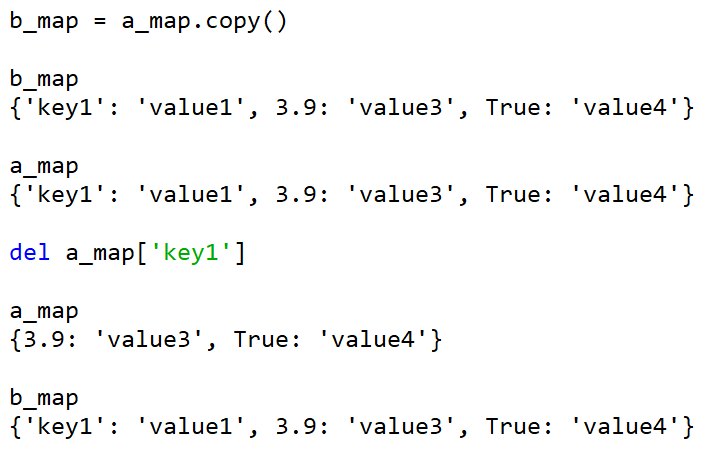 b_map = a_map.copy()
b_map
{'key1': 'value1', 3.9: 'value3', True: 'value4'}
a_map
{'key1': 'value1', 3.9: 'value3', True: 'value4'}
del a_map['key1']
a_map
{3.9: 'value3', True: 'value4'}
b_map
{'key1': 'value1', 3.9: 'value3', True: 'value4'}